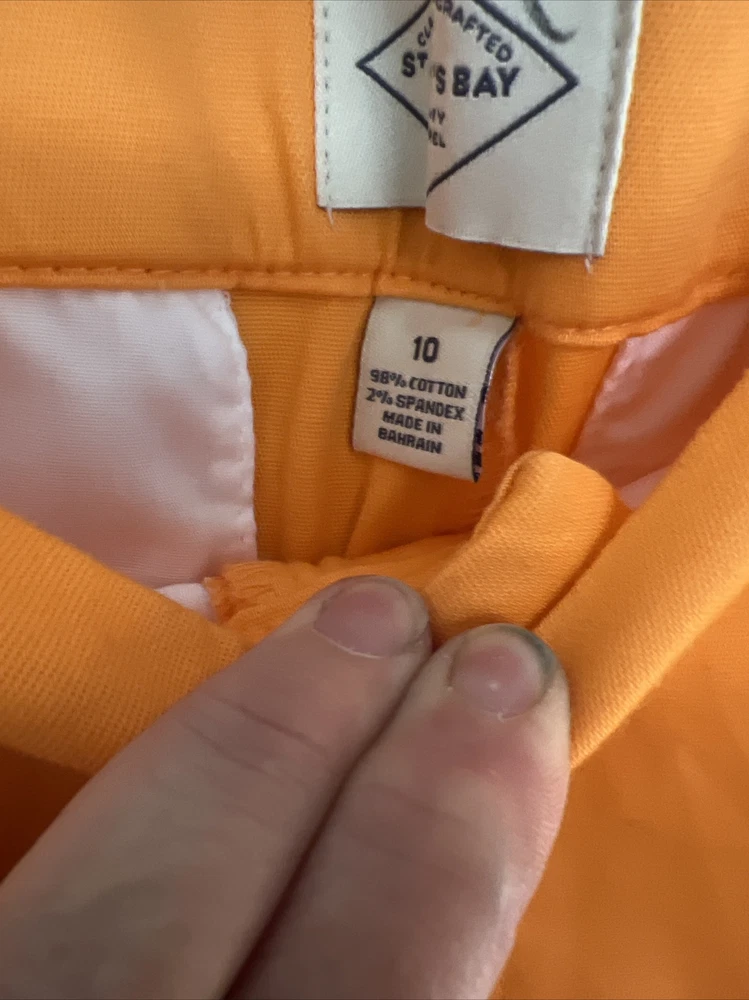 CRAFTED
BAY
10
98% COTTON
2% SPANDEX
MADE IN
BAHRAIN